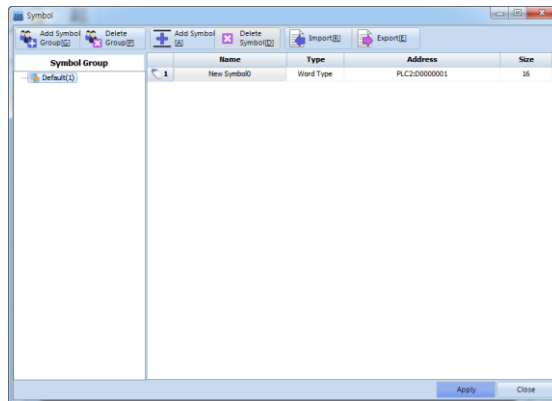 Symbol
Add Symbol Group[G] Delete Group[P] Add Symbol [A] Delete Symbol[D] Import[R] Export[E]
Symbol Group Name Type Address Size
Default(1) 1 New Symbol0 Word Type PLC2:D0000001 16
Apply Close